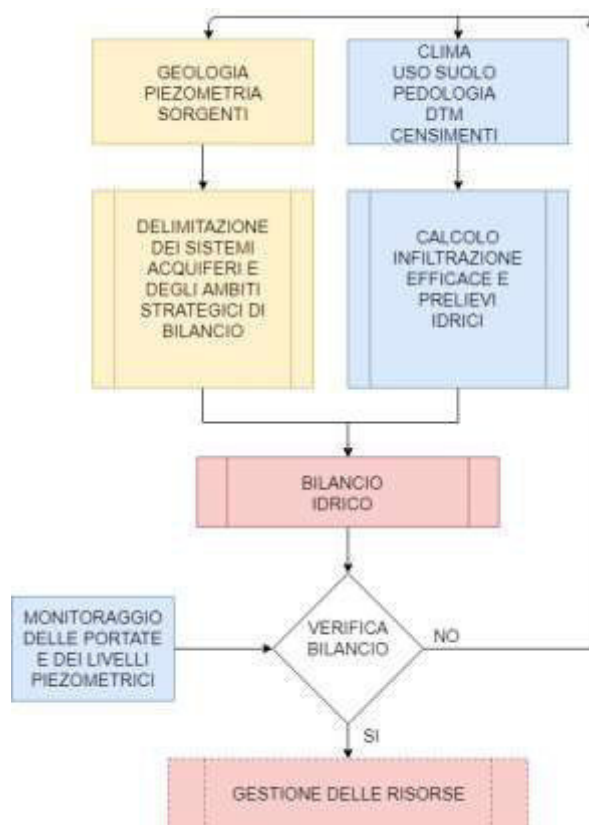 GEOLOGIA
PIEZOMETRIA
SORGENTI
CLIMA
USO SUOLO
PEDOLOGIA
DTM
CENSIMENTI
DELIMITAZIONE
DEI SISTEMI
ACQUIFERI E
DEGLI AMBITI
STRATEGICI DI
BILANCIO
CALCOLO
INFILTRAZIONE
EFFICACE E
PRELIEVI
IDRICI
BILANCIO
IDRICO
MONITORAGGIO
DELLE PORTATE
E DEI LIVELLI
PIEZOMETRICI
VERIFICA
BILANCIO
NO
SI
GESTIONE DELLE RISORSE